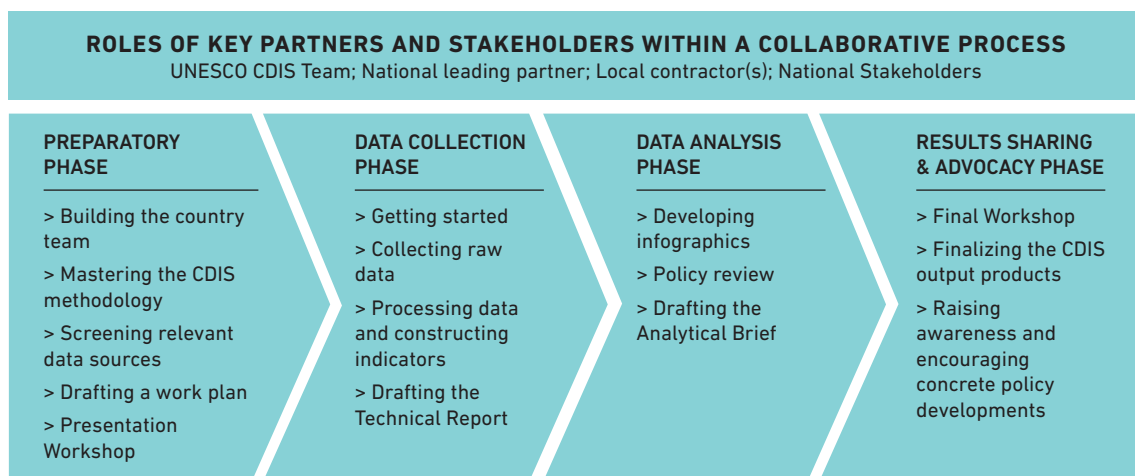 ROLES OF KEY PARTNERS AND STAKEHOLDERS WITHIN A COLLABORATIVE PROCESS
UNESCO CDIS Team; National leading partner; Local contractor(s); National Stakeholders
PREPARATORY
PHASE
> Building the country
team
> Mastering the CDIS
methodology
> Screening relevant
data sources
> Drafting a work plan
> Presentation
Workshop
DATA COLLECTION
PHASE
> Getting started
> Collecting raw
data
> Processing data
and constructing
indicators
> Drafting the
Technical Report
DATA ANALYSIS
PHASE
> Developing
infographics
> Policy review
> Drafting the
Analytical Brief
RESULTS SHARING
& ADVOCACY PHASE
> Final Workshop
> Finalizing the CDIS
output products
> Raising
awareness and
encouraging
concrete policy
developments